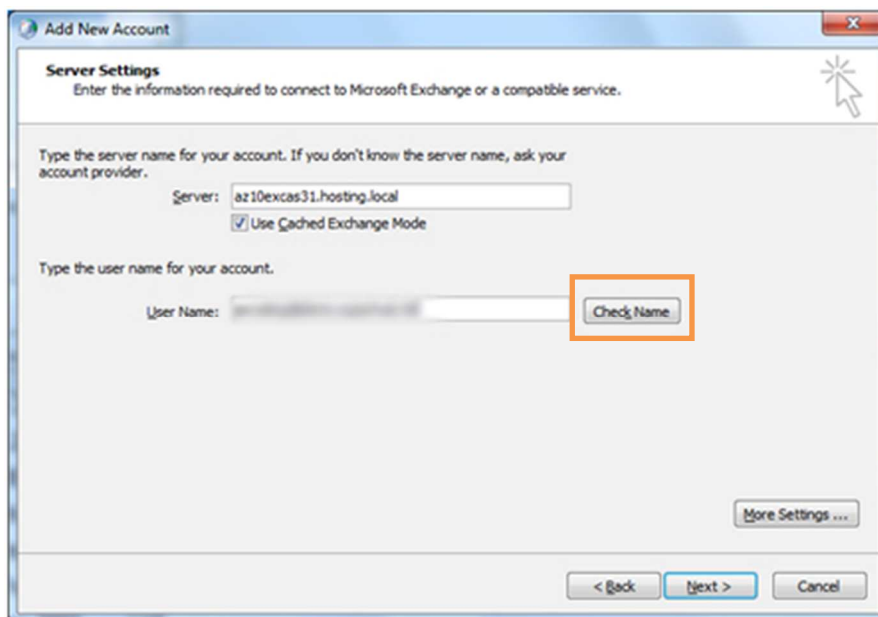 Add New Account
Server Settings
Enter the information required to connect to Microsoft Exchange or a compatible service.
Type the server name for your account. If you don't know the server name, ask your
account provider.
Server: az10excas31.hosting.local
Use Cached Exchange Mode
Type the user name for your account.
User Name:
Check Name
More Settings ...
< Back Next > Cancel